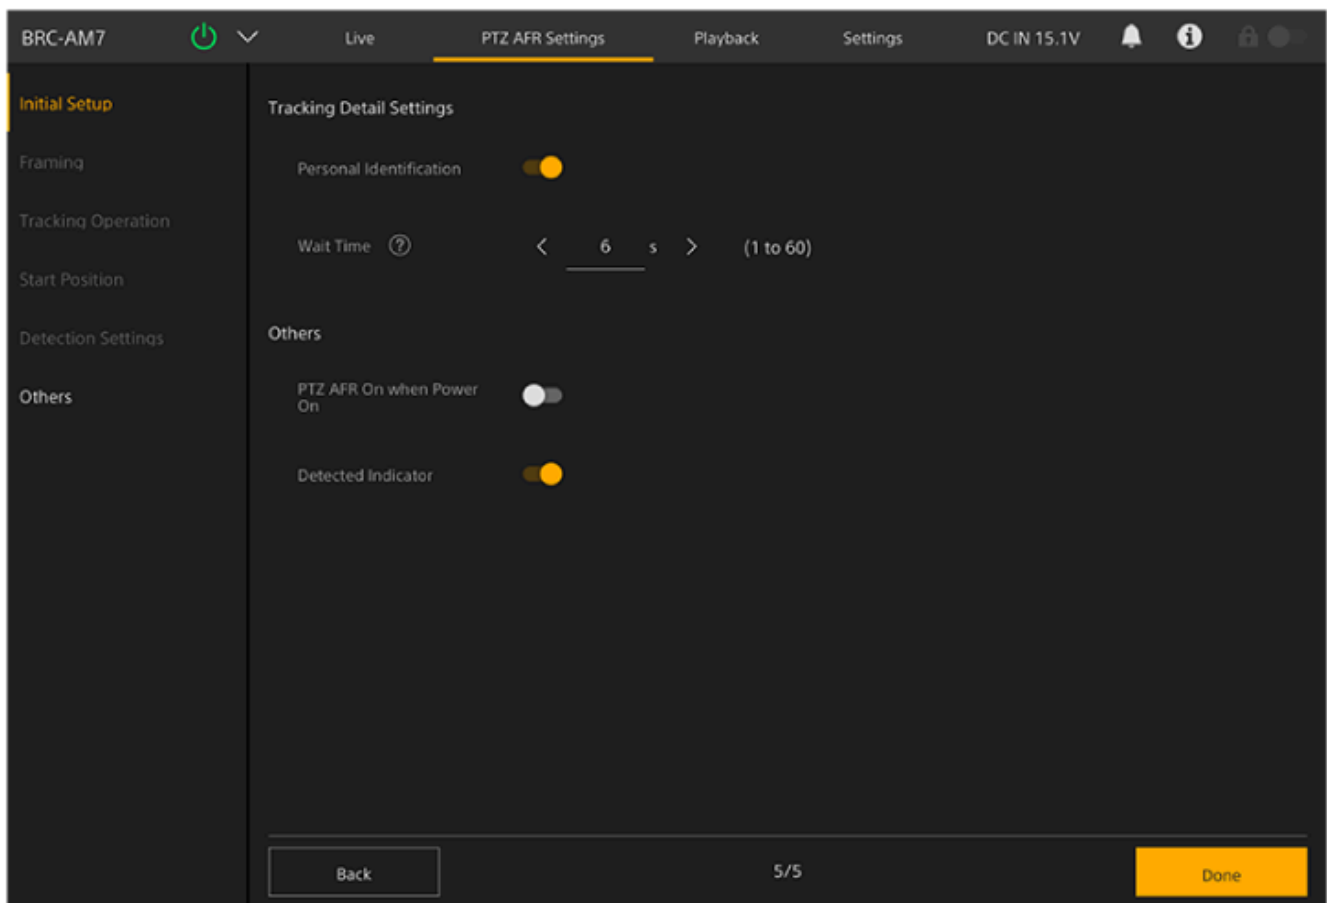 BRC-AM7 Live PTZ AFR Settings Playback Settings DC IN 15.1V
Initial Setup
Framing
Tracking Operation
Start Position
Detection Settings
Others
Tracking Detail Settings
Personal Identification
Wait Time ? < 6 s > (1 to 60)
Others
PTZ AFR On when Power
On
Detected Indicator
Back 5/5 Done